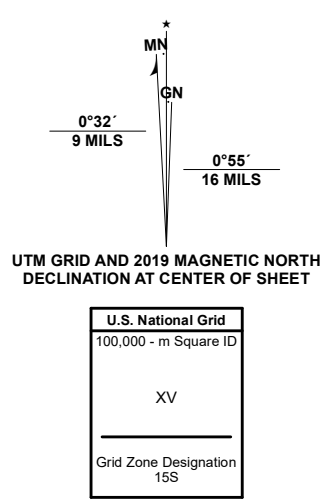 ★
MN
GN
0°32´
9 MILS
0°55´
16 MILS
UTM GRID AND 2019 MAGNETIC NORTH
DECLINATION AT CENTER OF SHEET
U.S. National Grid
100,000 - m Square ID
XV
Grid Zone Designation
15S